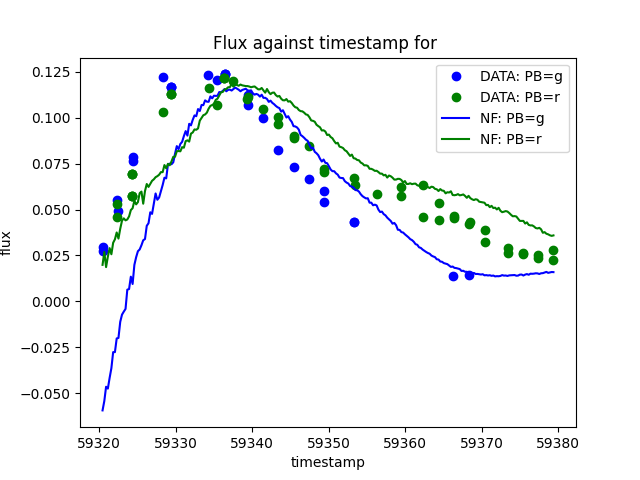 Flux against timestamp for
0.125
0.100
0.075
0.050
0.025
0.000
−0.025
−0.050
flux
DATA: PB=g
DATA: PB=r
NF: PB=g
NF: PB=r
59320 59330 59340 59350 59360 59370 59380
timestamp